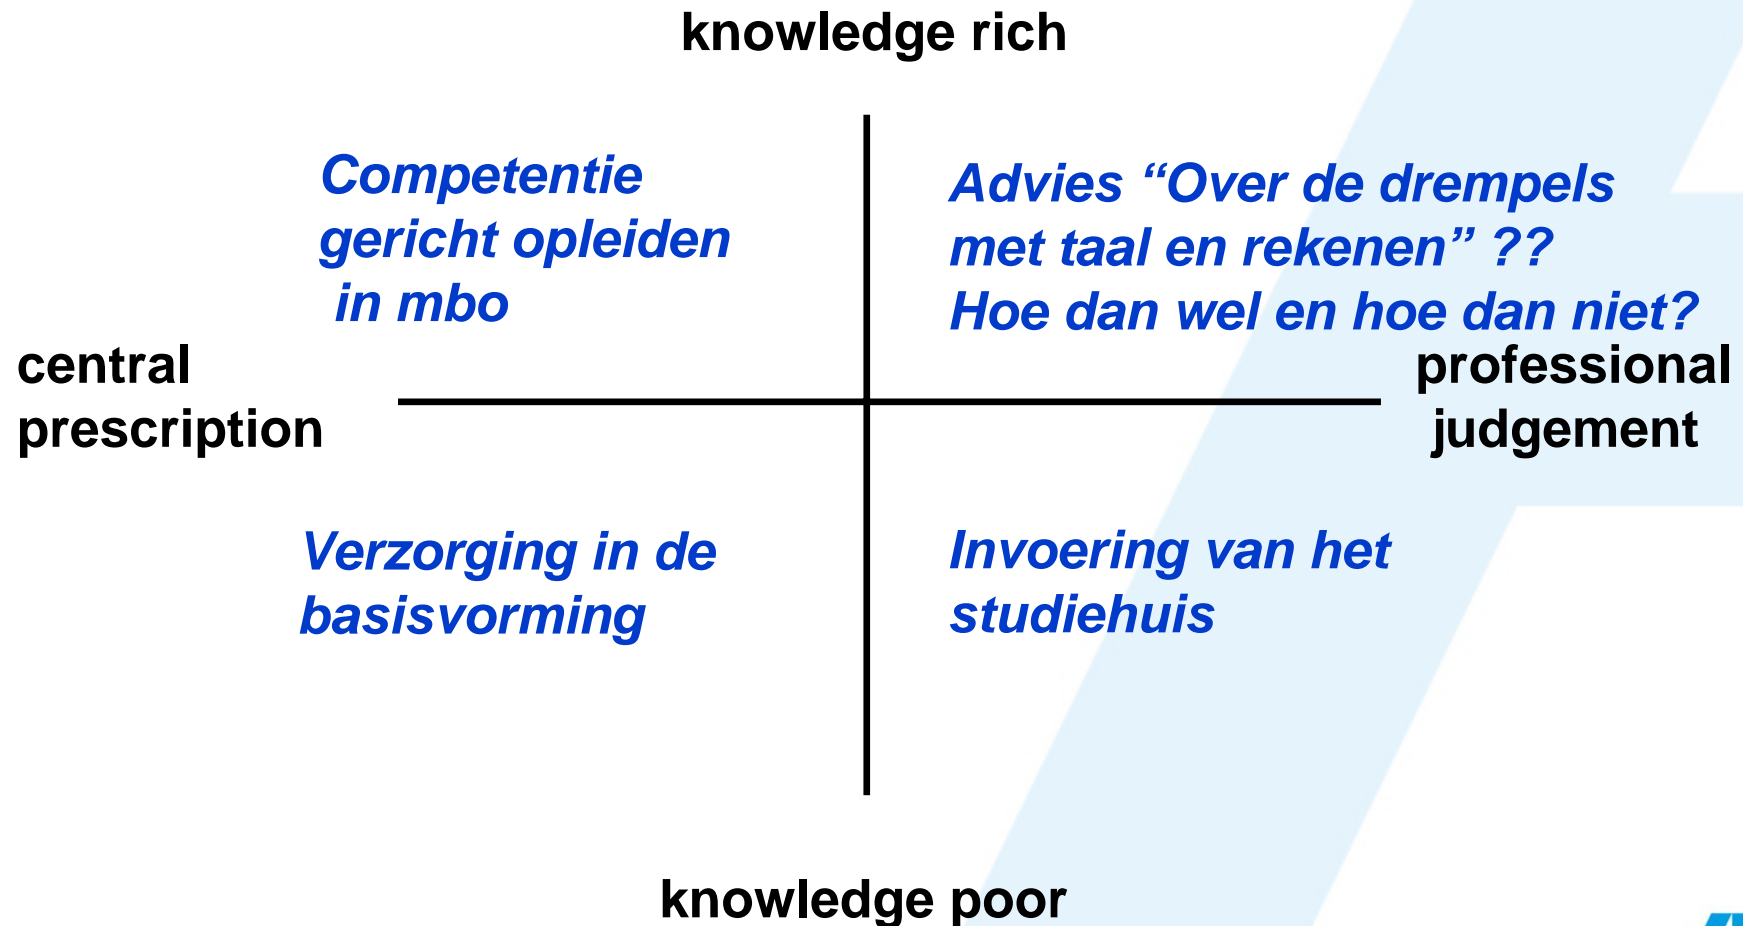 knowledge rich
Competentie
gericht opleiden
in mbo
Advies “Over de drempels
met taal en rekenen” ??
Hoe dan wel en hoe dan niet?
central
prescription
professional
judgement
Verzorging in de
basisvorming
Invoering van het
studiehuis
knowledge poor